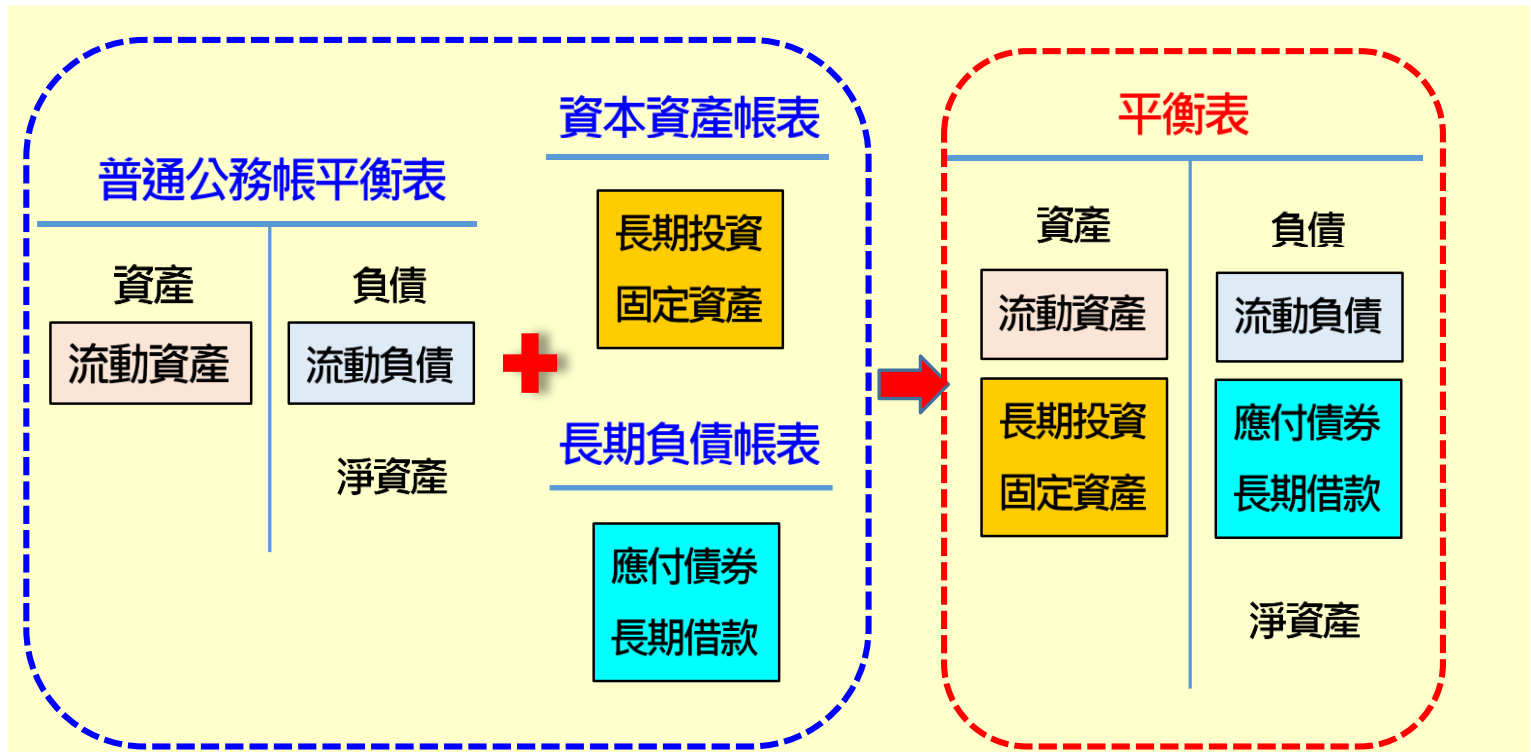 普通公務帳平衡表
資產
負債
流動資產
流動負債
淨資產
資本資產帳表
長期投資
固定資產
長期負債帳表
應付債券
長期借款
平衡表
資產
負債
流動資產
流動負債
長期投資
固定資產
應付債券
長期借款
淨資產